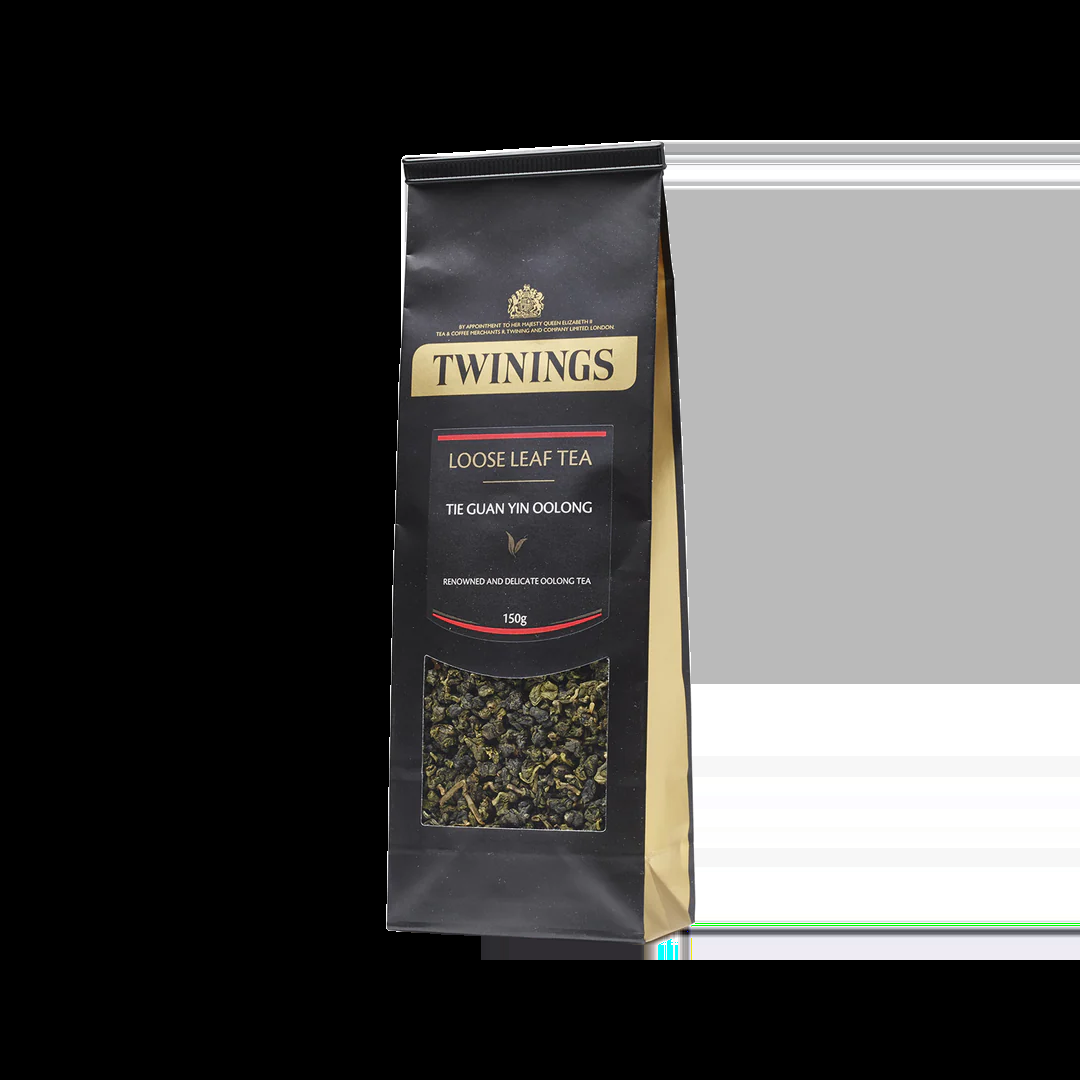 BY APPOINTMENT TO HER MAJESTY QUEEN ELIZABETH II
TEA & COFFEE MERCHANTS R. TWINING AND COMPANY LIMITED. LONDON.
TWININGS
LOOSE LEAF TEA
TIE GUAN YIN OOLONG
RENOWNED AND DELICATE OOLONG TEA
150g